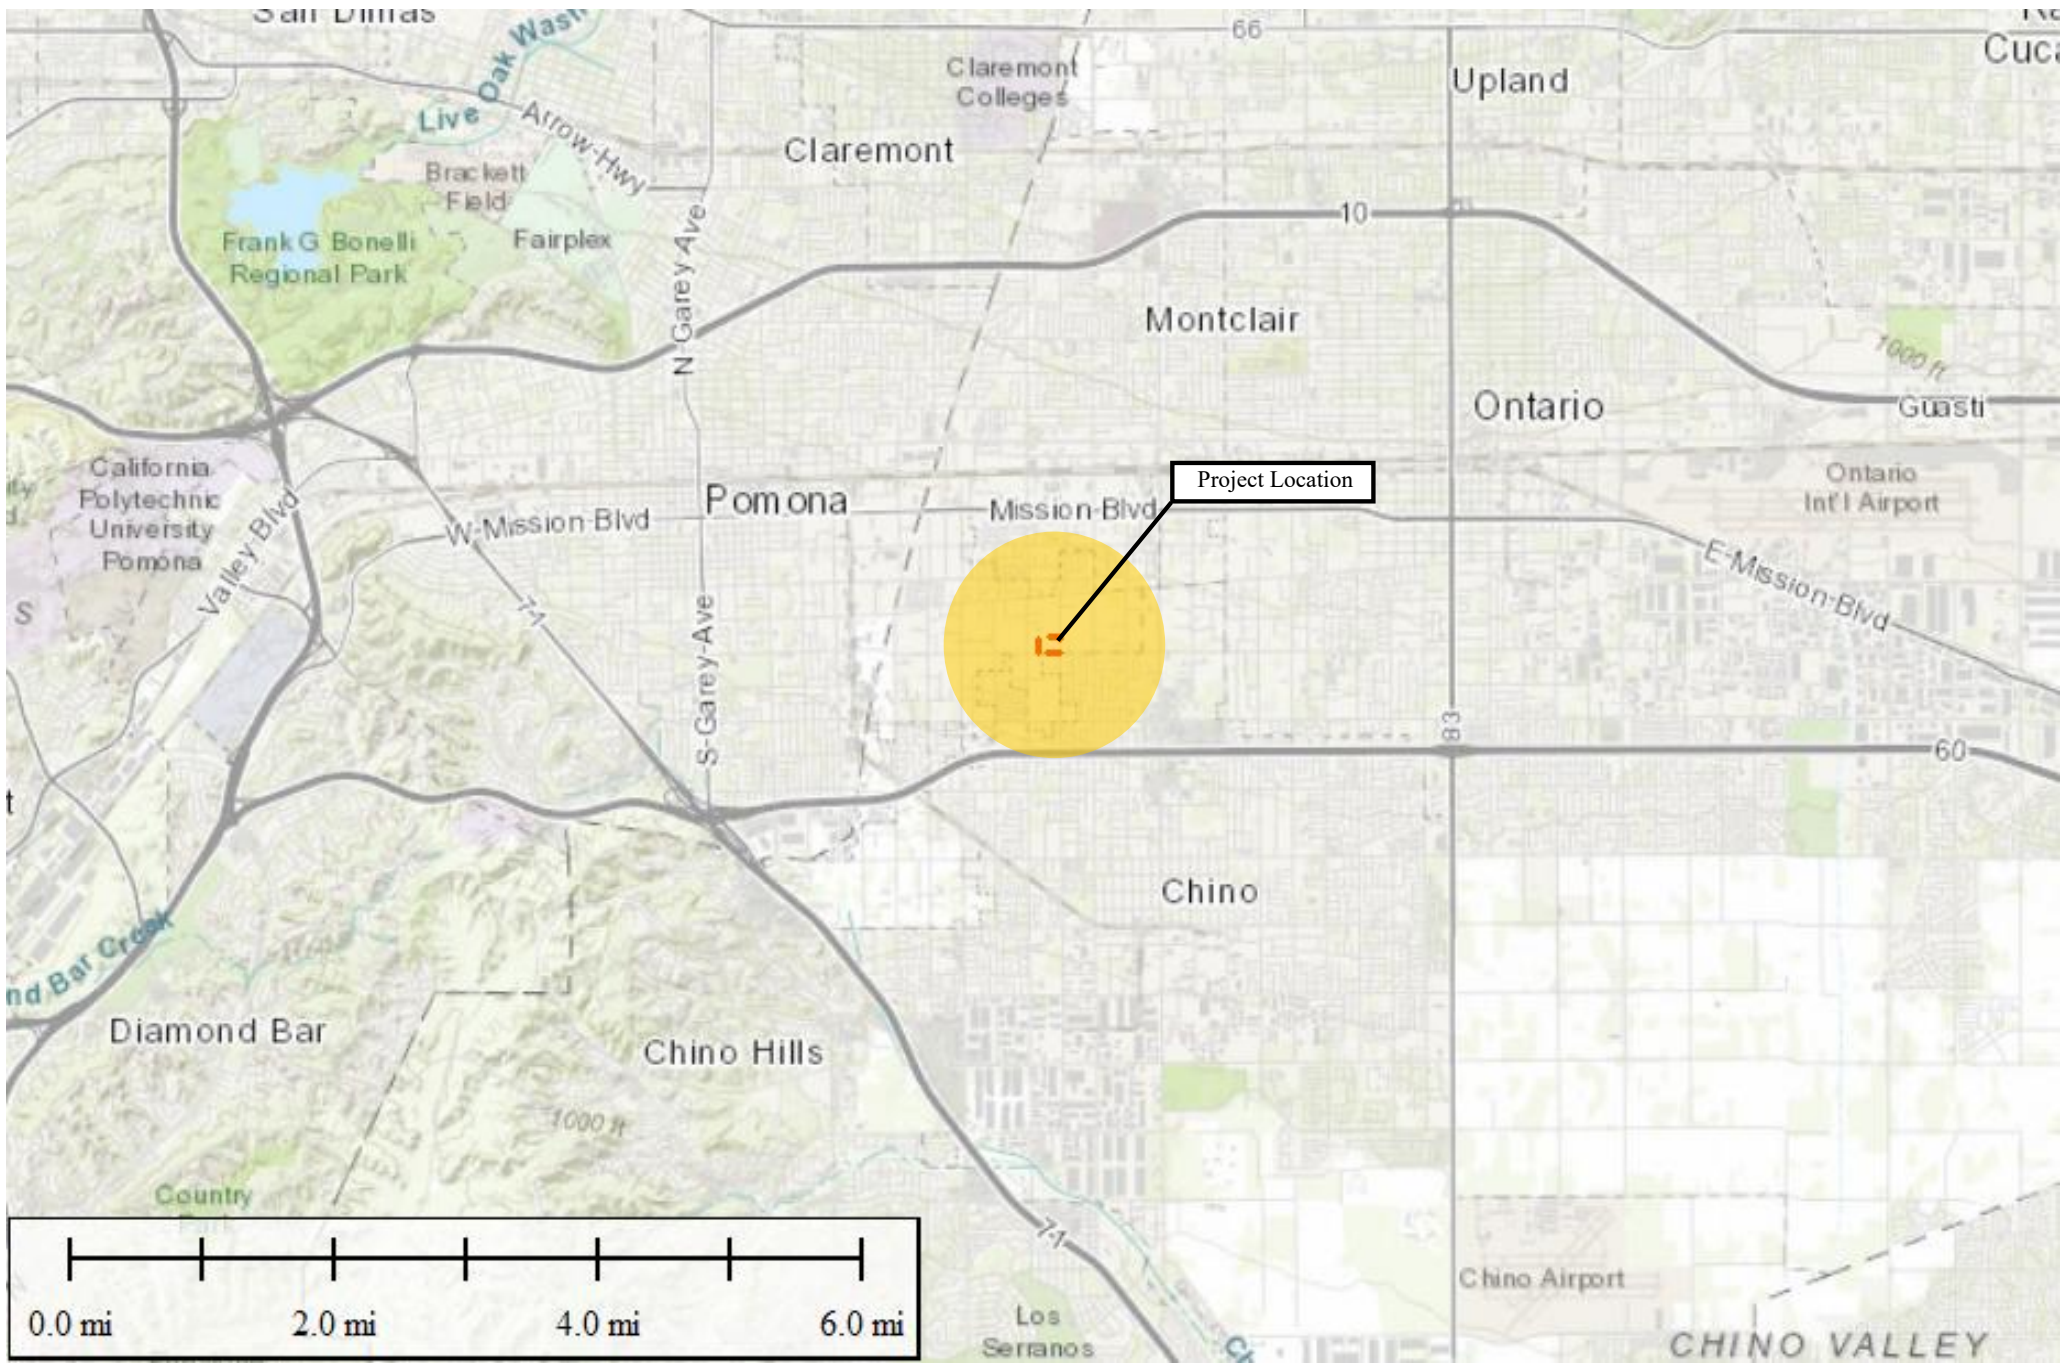 San Dimas
Live Oak Wash
Arrow-Hwy
66
Claremont
Colleges
Upland
Claremont
Brackett
Field
Fairplex
Frank G Bonelli
Regional Park
N Garey Ave
10
Montclair
1000 ft
Guasti
Ontario
California
Polytechnic
University
Pomona
Valley Blvd
S
W-Mission-Blvd
Pomona
Mission-Blvd
Project Location
Ontario
Int'l Airport
E-Mission-Blvd
71
S-Garey-Ave
83
60
t
Chino
nd Bar Creek
Diamond Bar
Chino Hills
1000 ft
Country
71
Chino Airport
Los
Serranos
CHINO VALLEY
0.0 mi
2.0 mi
4.0 mi
6.0 mi